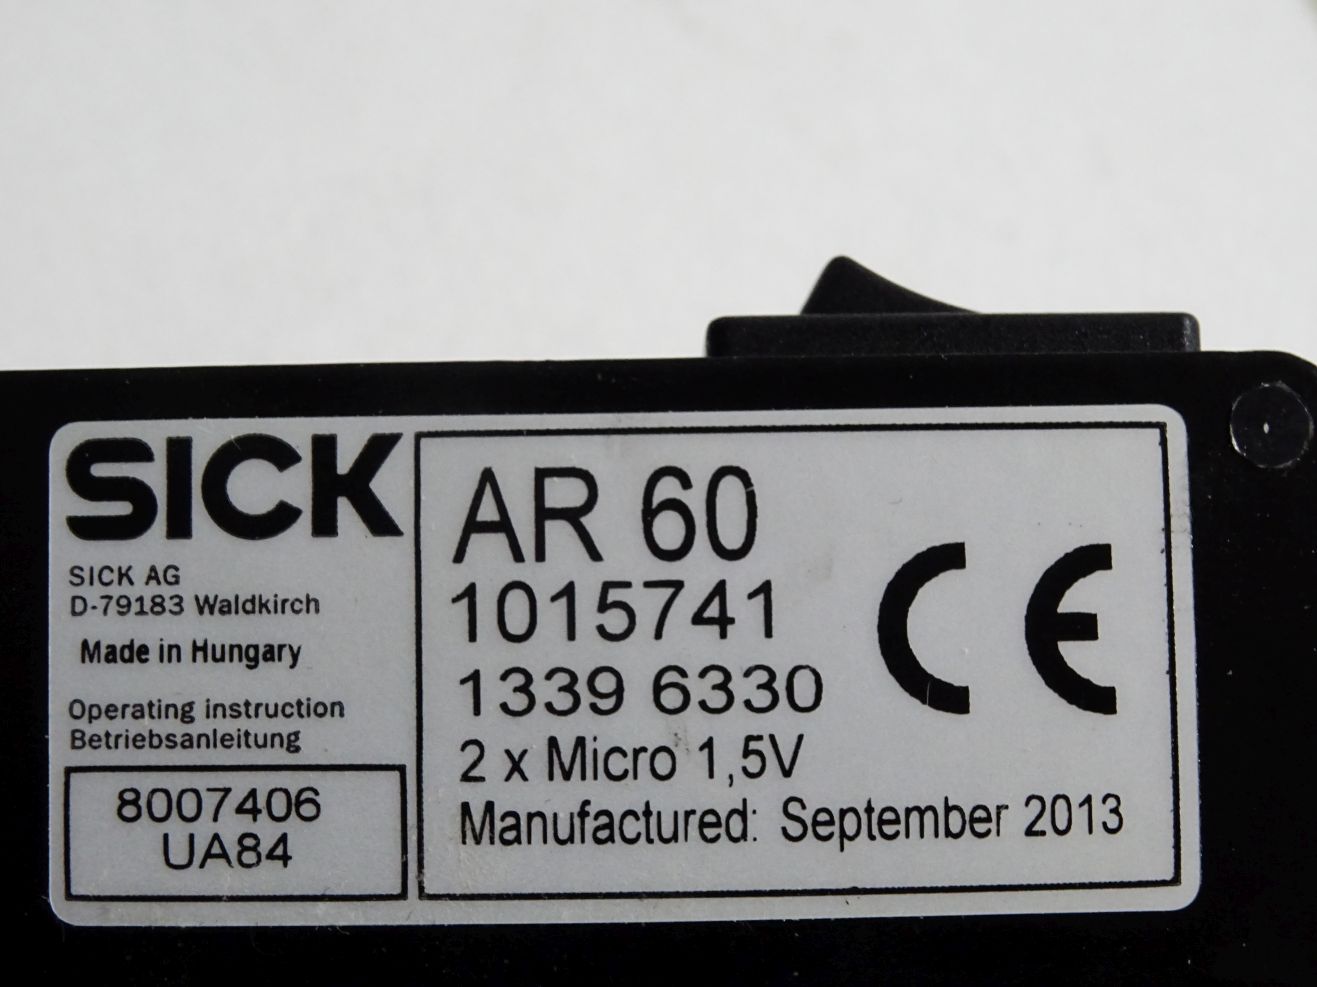 SICK
SICK AG
D-79183 Waldkirch
Made in Hungary
Operating instruction
Betriebsanleitung
8007406
UA84
AR 60
1015741
1339 6330
2 x Micro 1,5V
Manufactured: September 2013
CE